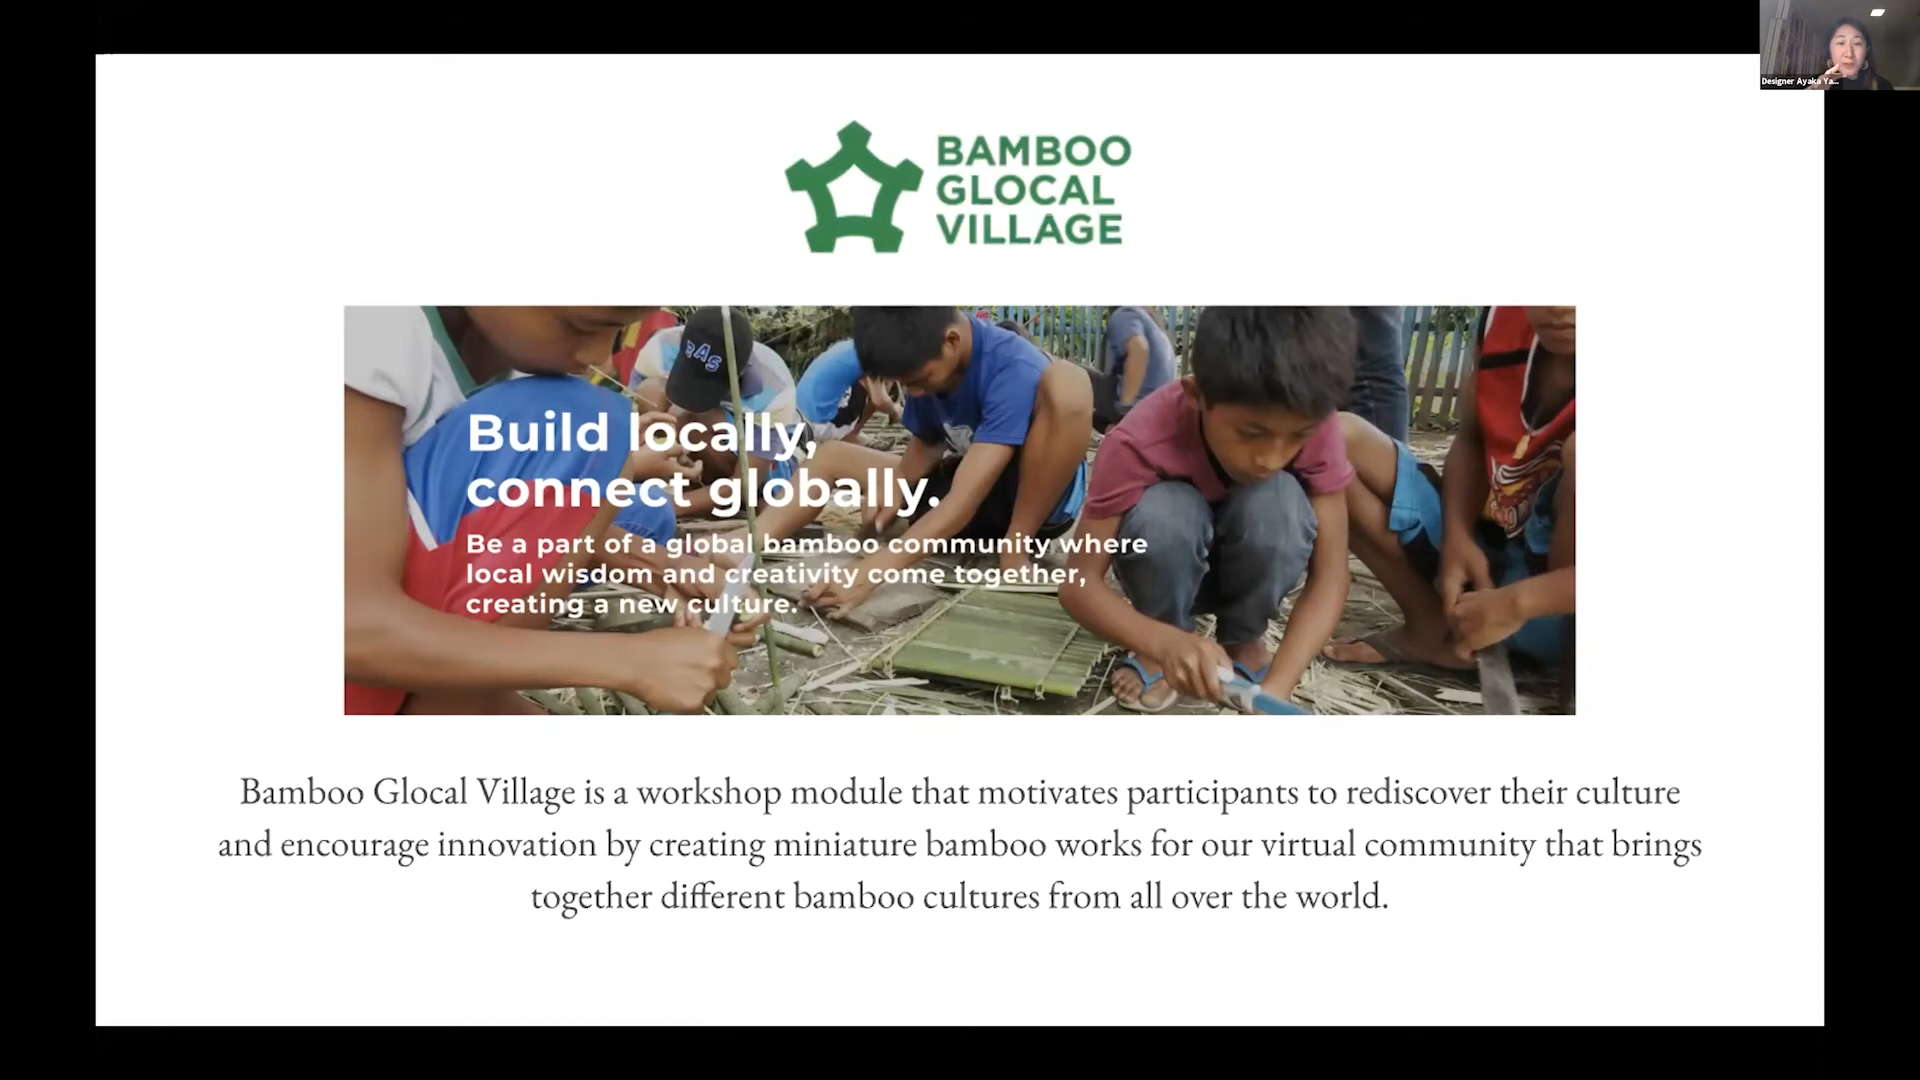 Designer Ayaka Ya...
BAMBOO
GLOCAL
VILLAGE
RAS
Build locally,
connect globally.
Be a part of a global bamboo community where
local wisdom and creativity come together,
creating a new culture.
Bamboo Glocal Village is a workshop module that motivates participants to rediscover their culture
and encourage innovation by creating miniature bamboo works for our virtual community that brings
together different bamboo cultures from all over the world.